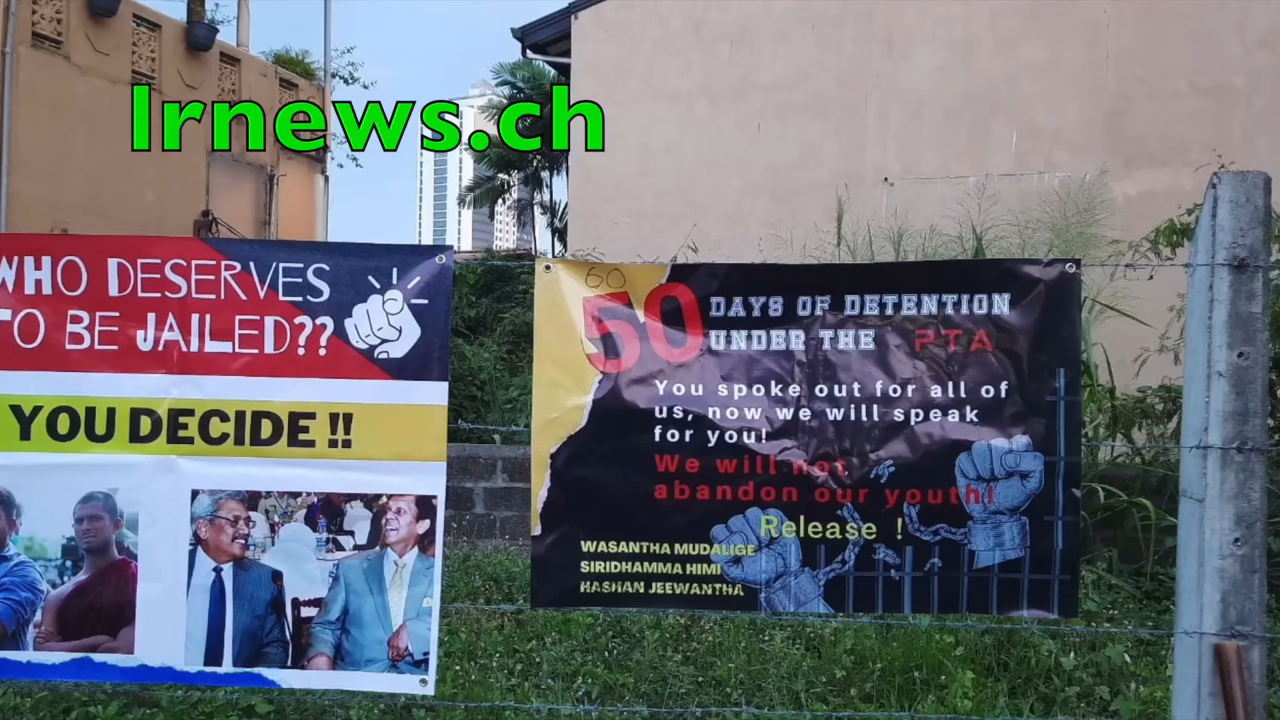 lrnews.ch
WHO DESERVES
TO BE JAILED??
YOU DECIDE !!
60
50 DAYS OF DETENTION
UNDER THE PTA
You spoke out for all of
us, now we will speak
for you!
We will not
abandon our youth!
Release !
WASANTHA MUDALIGE
SIRIDHAMMA HIMI
HASHAN JEEWANTHA